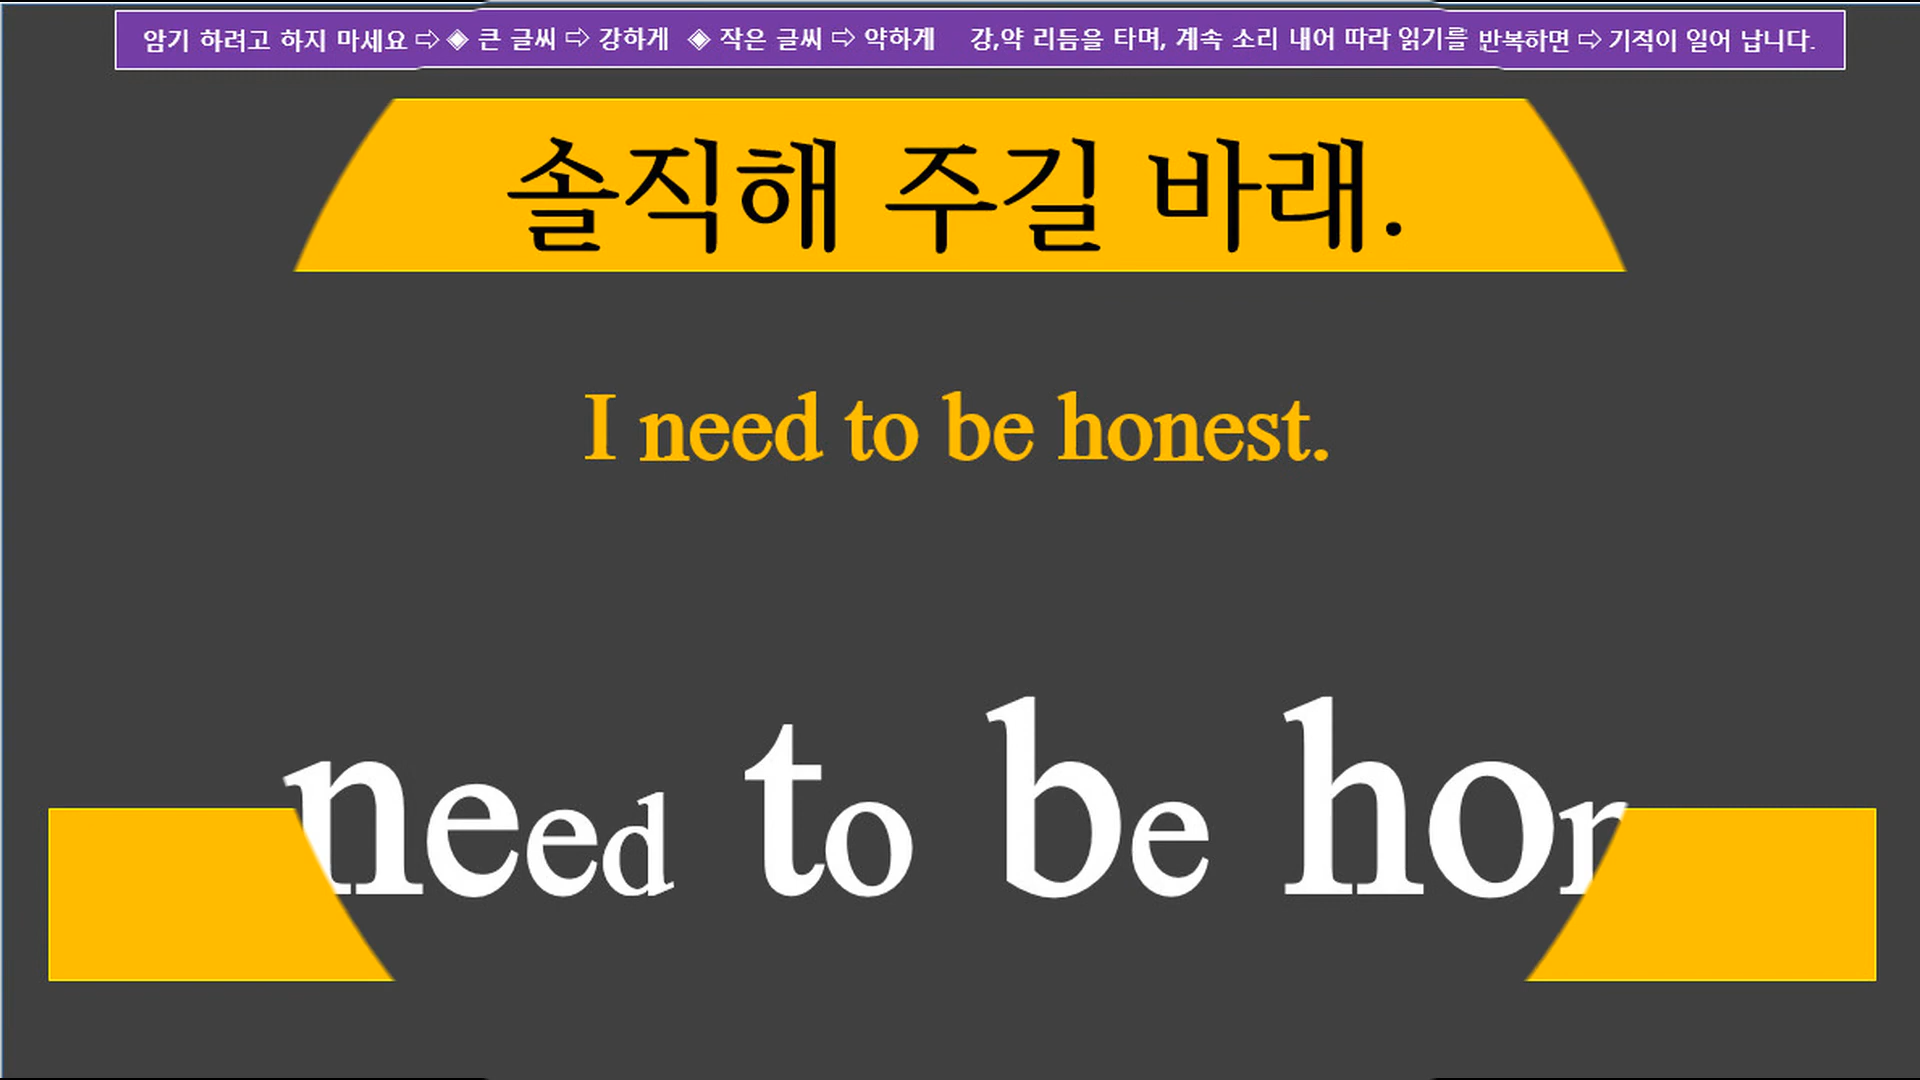 암기 하려고 하지 마세요 ⇨ ◈ 큰 글씨 ⇨ 강하게 ◈ 작은 글씨 ⇨ 약하게 강,약 리듬을 타며, 계속 소리 내어 따라 읽기를 반복하면 ⇨ 기적이 일어 납니다.
솔직해 주길 바래.
I need to be honest.
need to be hon